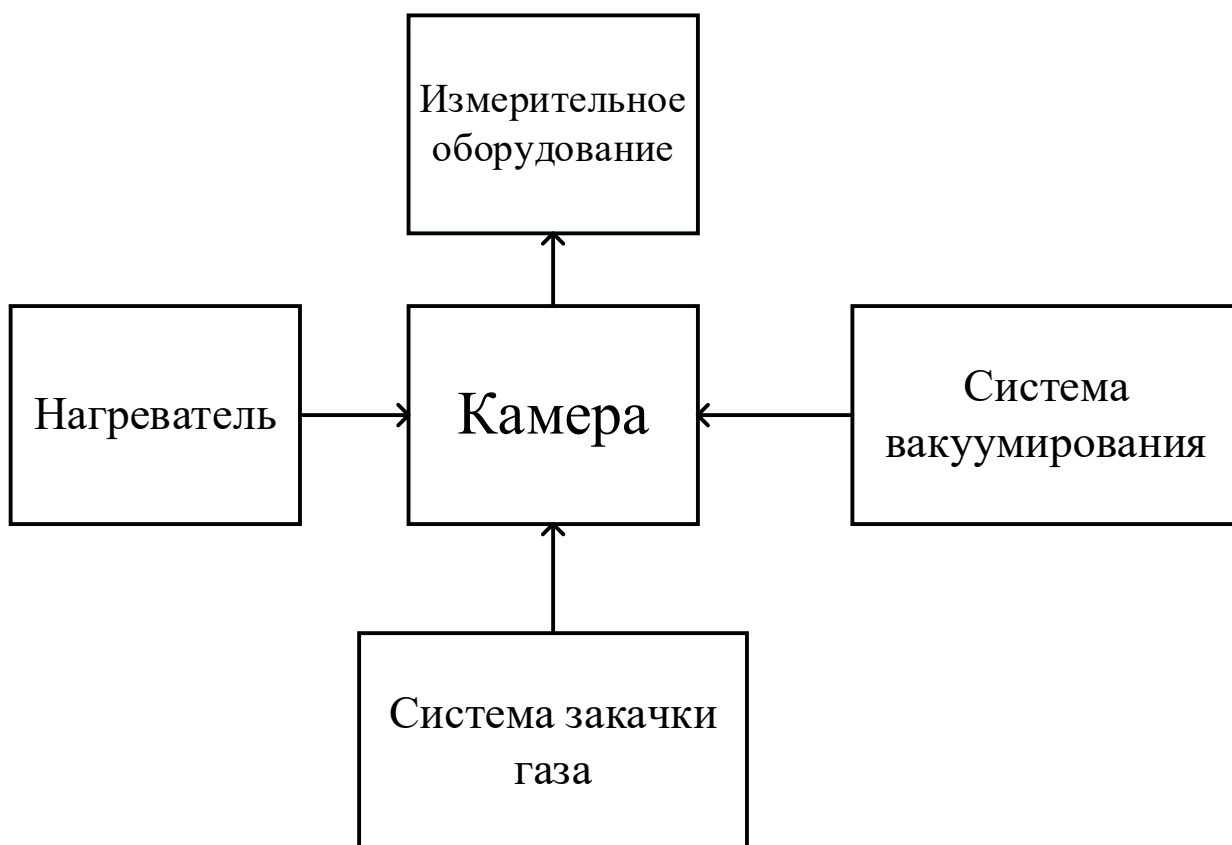 Измерительное
оборудование
Нагреватель
Камера
Система
вакуумирования
Система закачки
газа